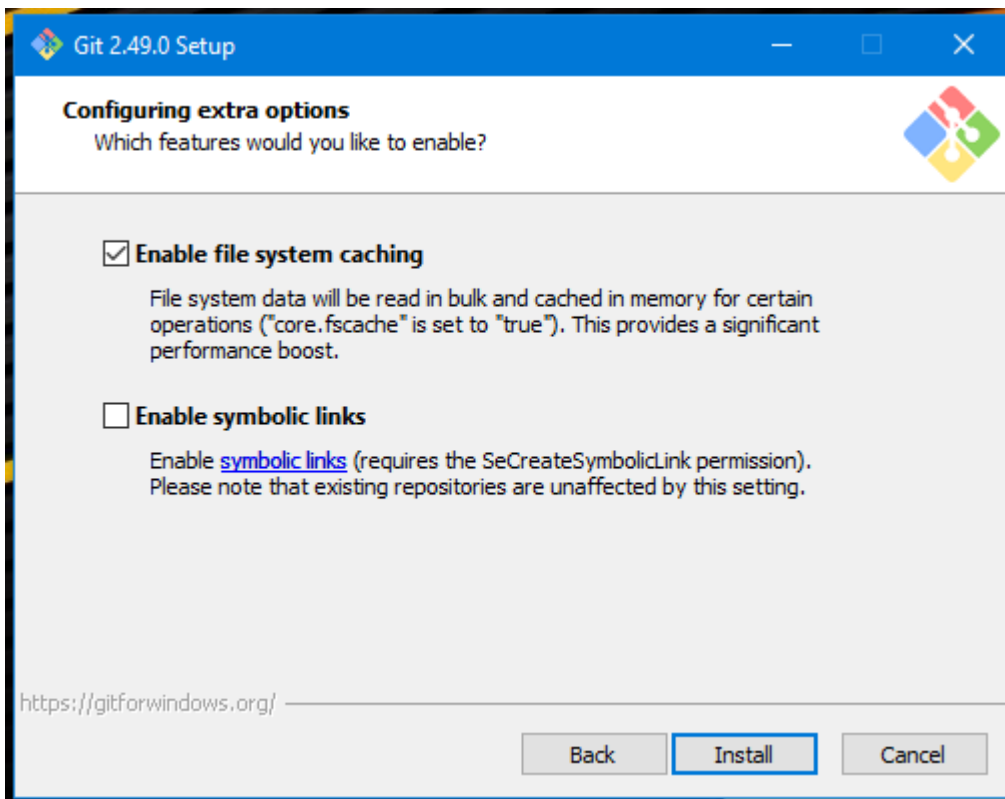 Git 2.49.0 Setup
Configuring extra options
Which features would you like to enable?
Enable file system caching
File system data will be read in bulk and cached in memory for certain
operations ("core.fscache" is set to "true"). This provides a significant
performance boost.
Enable symbolic links
Enable symbolic links (requires the SeCreateSymbolicLink permission).
Please note that existing repositories are unaffected by this setting.
https://gitforwindows.org/
Back Install Cancel